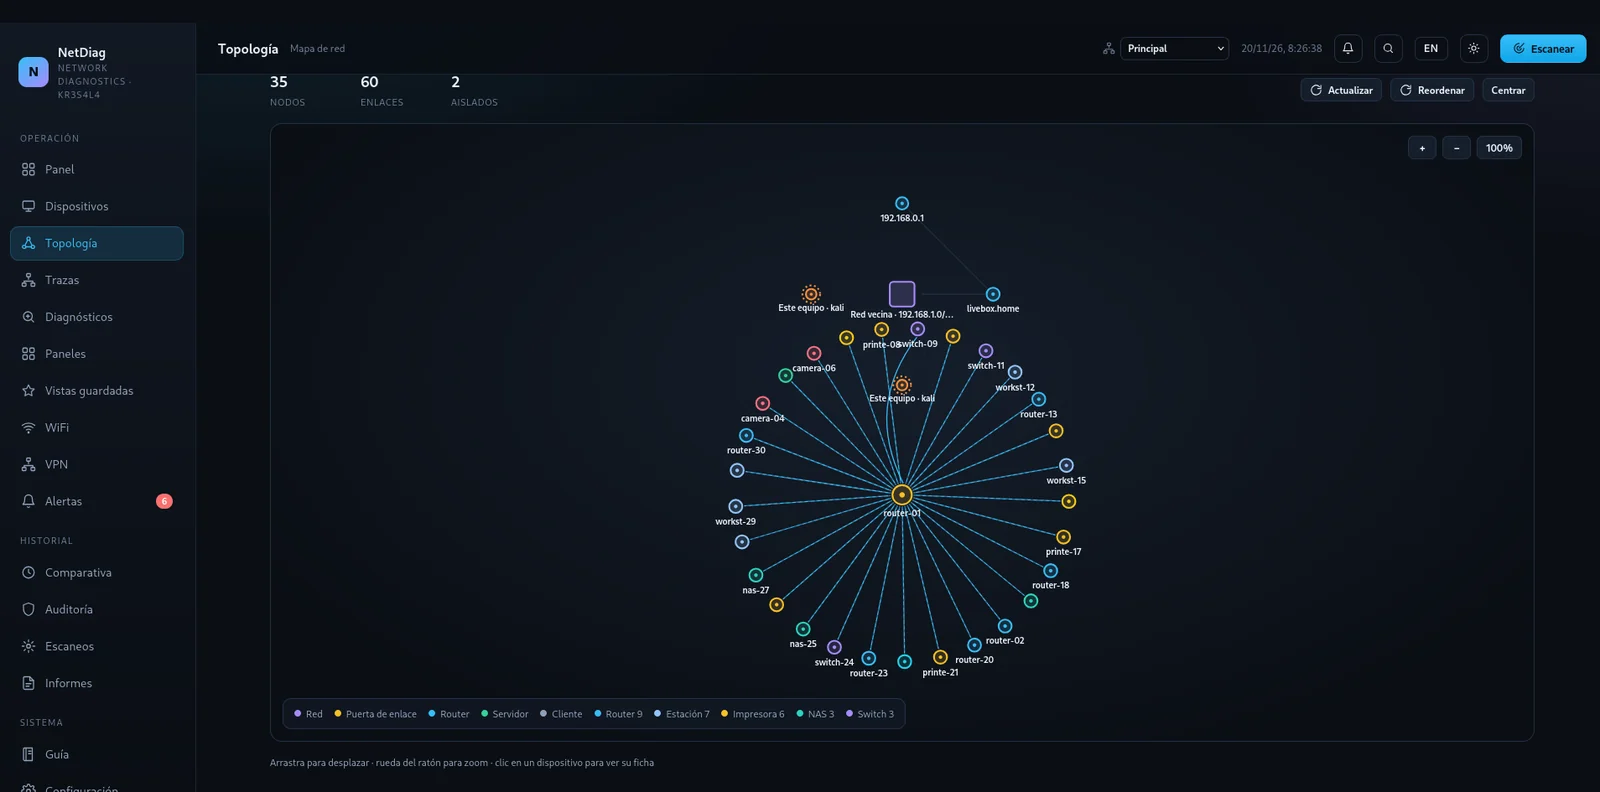 N
NetDiag
NETWORK
DIAGNOSTICS ·
KR3S4L4
OPERACIÓN
Panel
Dispositivos
Topología
Trazas
Diagnósticos
Paneles
Vistas guardadas
WiFi
VPN
Alertas
6
HISTORIAL
Comparativa
Auditoría
Escaneos
Informes
SISTEMA
Guía
Configuración
Topología Mapa de red
Principal
20/11/26, 8:26:38
EN
Escanear
35
NODOS
60
ENLACES
2
AISLADOS
Actualizar
Reordenar
Centrar
+
−
100%
192.168.0.1
Este equipo · kali
Red vecina · 192.168.1.0/...
livebox.home
printe-08
switch-09
camera-06
switch-11
workst-12
Este equipo · kali
router-13
camera-04
router-30
workst-15
router-01
workst-29
printe-17
router-18
nas-27
router-02
nas-25
switch-24
router-20
router-23
printe-21
Red
Puerta de enlace
Router
Servidor
Cliente
Router 9
Estación 7
Impresora 6
NAS 3
Switch 3
Arrastra para desplazar · rueda del ratón para zoom · clic en un dispositivo para ver su ficha